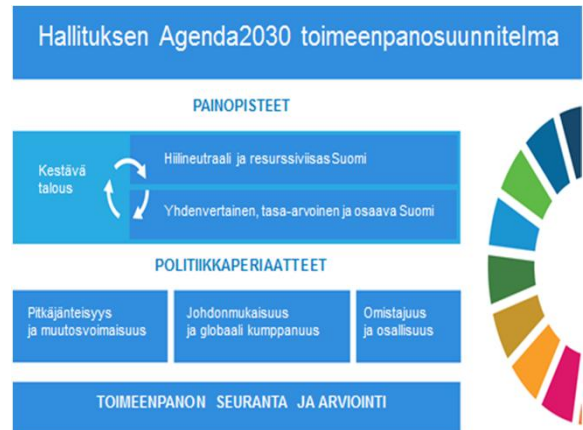 Hallituksen Agenda2030 toimeenpanosuunnitelma
PAINOPISTEET
Kestävä
talous
Hiilineutraali ja resurssiviisas Suomi
Yhdenvertainen, tasa-arvoinen ja osaava Suomi
POLITIIKKAPERIAATTEET
Pitkäjänteisyys
ja muutosvoimaisuus
Johdonmukaisuus
ja globaali kumppanuus
Omistajuus
ja osallisuus
TOIMEENPANON SEURANTA JA ARVIOINTI